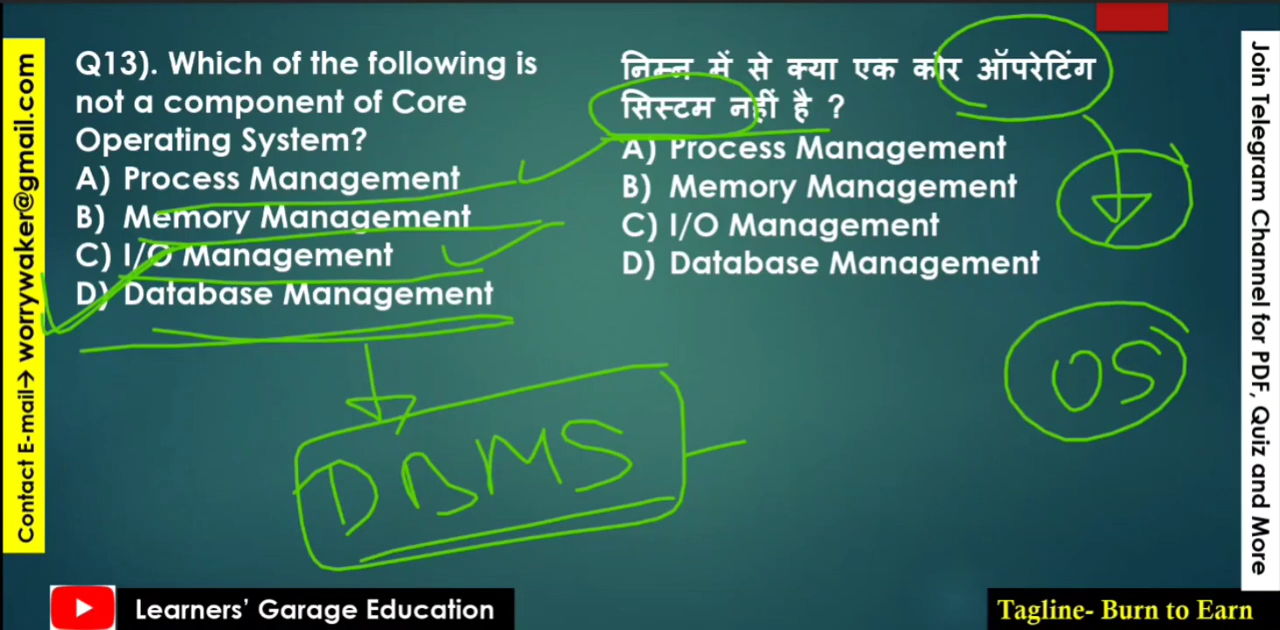 Q13). Which of the following is
not a component of Core
Operating System?
A) Process Management
B) Memory Management
C) I/O Management
D) Database Management
निम्न में से क्या एक कोर ऑपरेटिंग
सिस्टम नहीं है ?
A) Process Management
B) Memory Management
C) I/O Management
D) Database Management
OS
DBMS
Contact E-mail→ worrywaker@gmail.com
Join Telegram Channel for PDF, Quiz and More
Learners’ Garage Education
Tagline- Burn to Earn